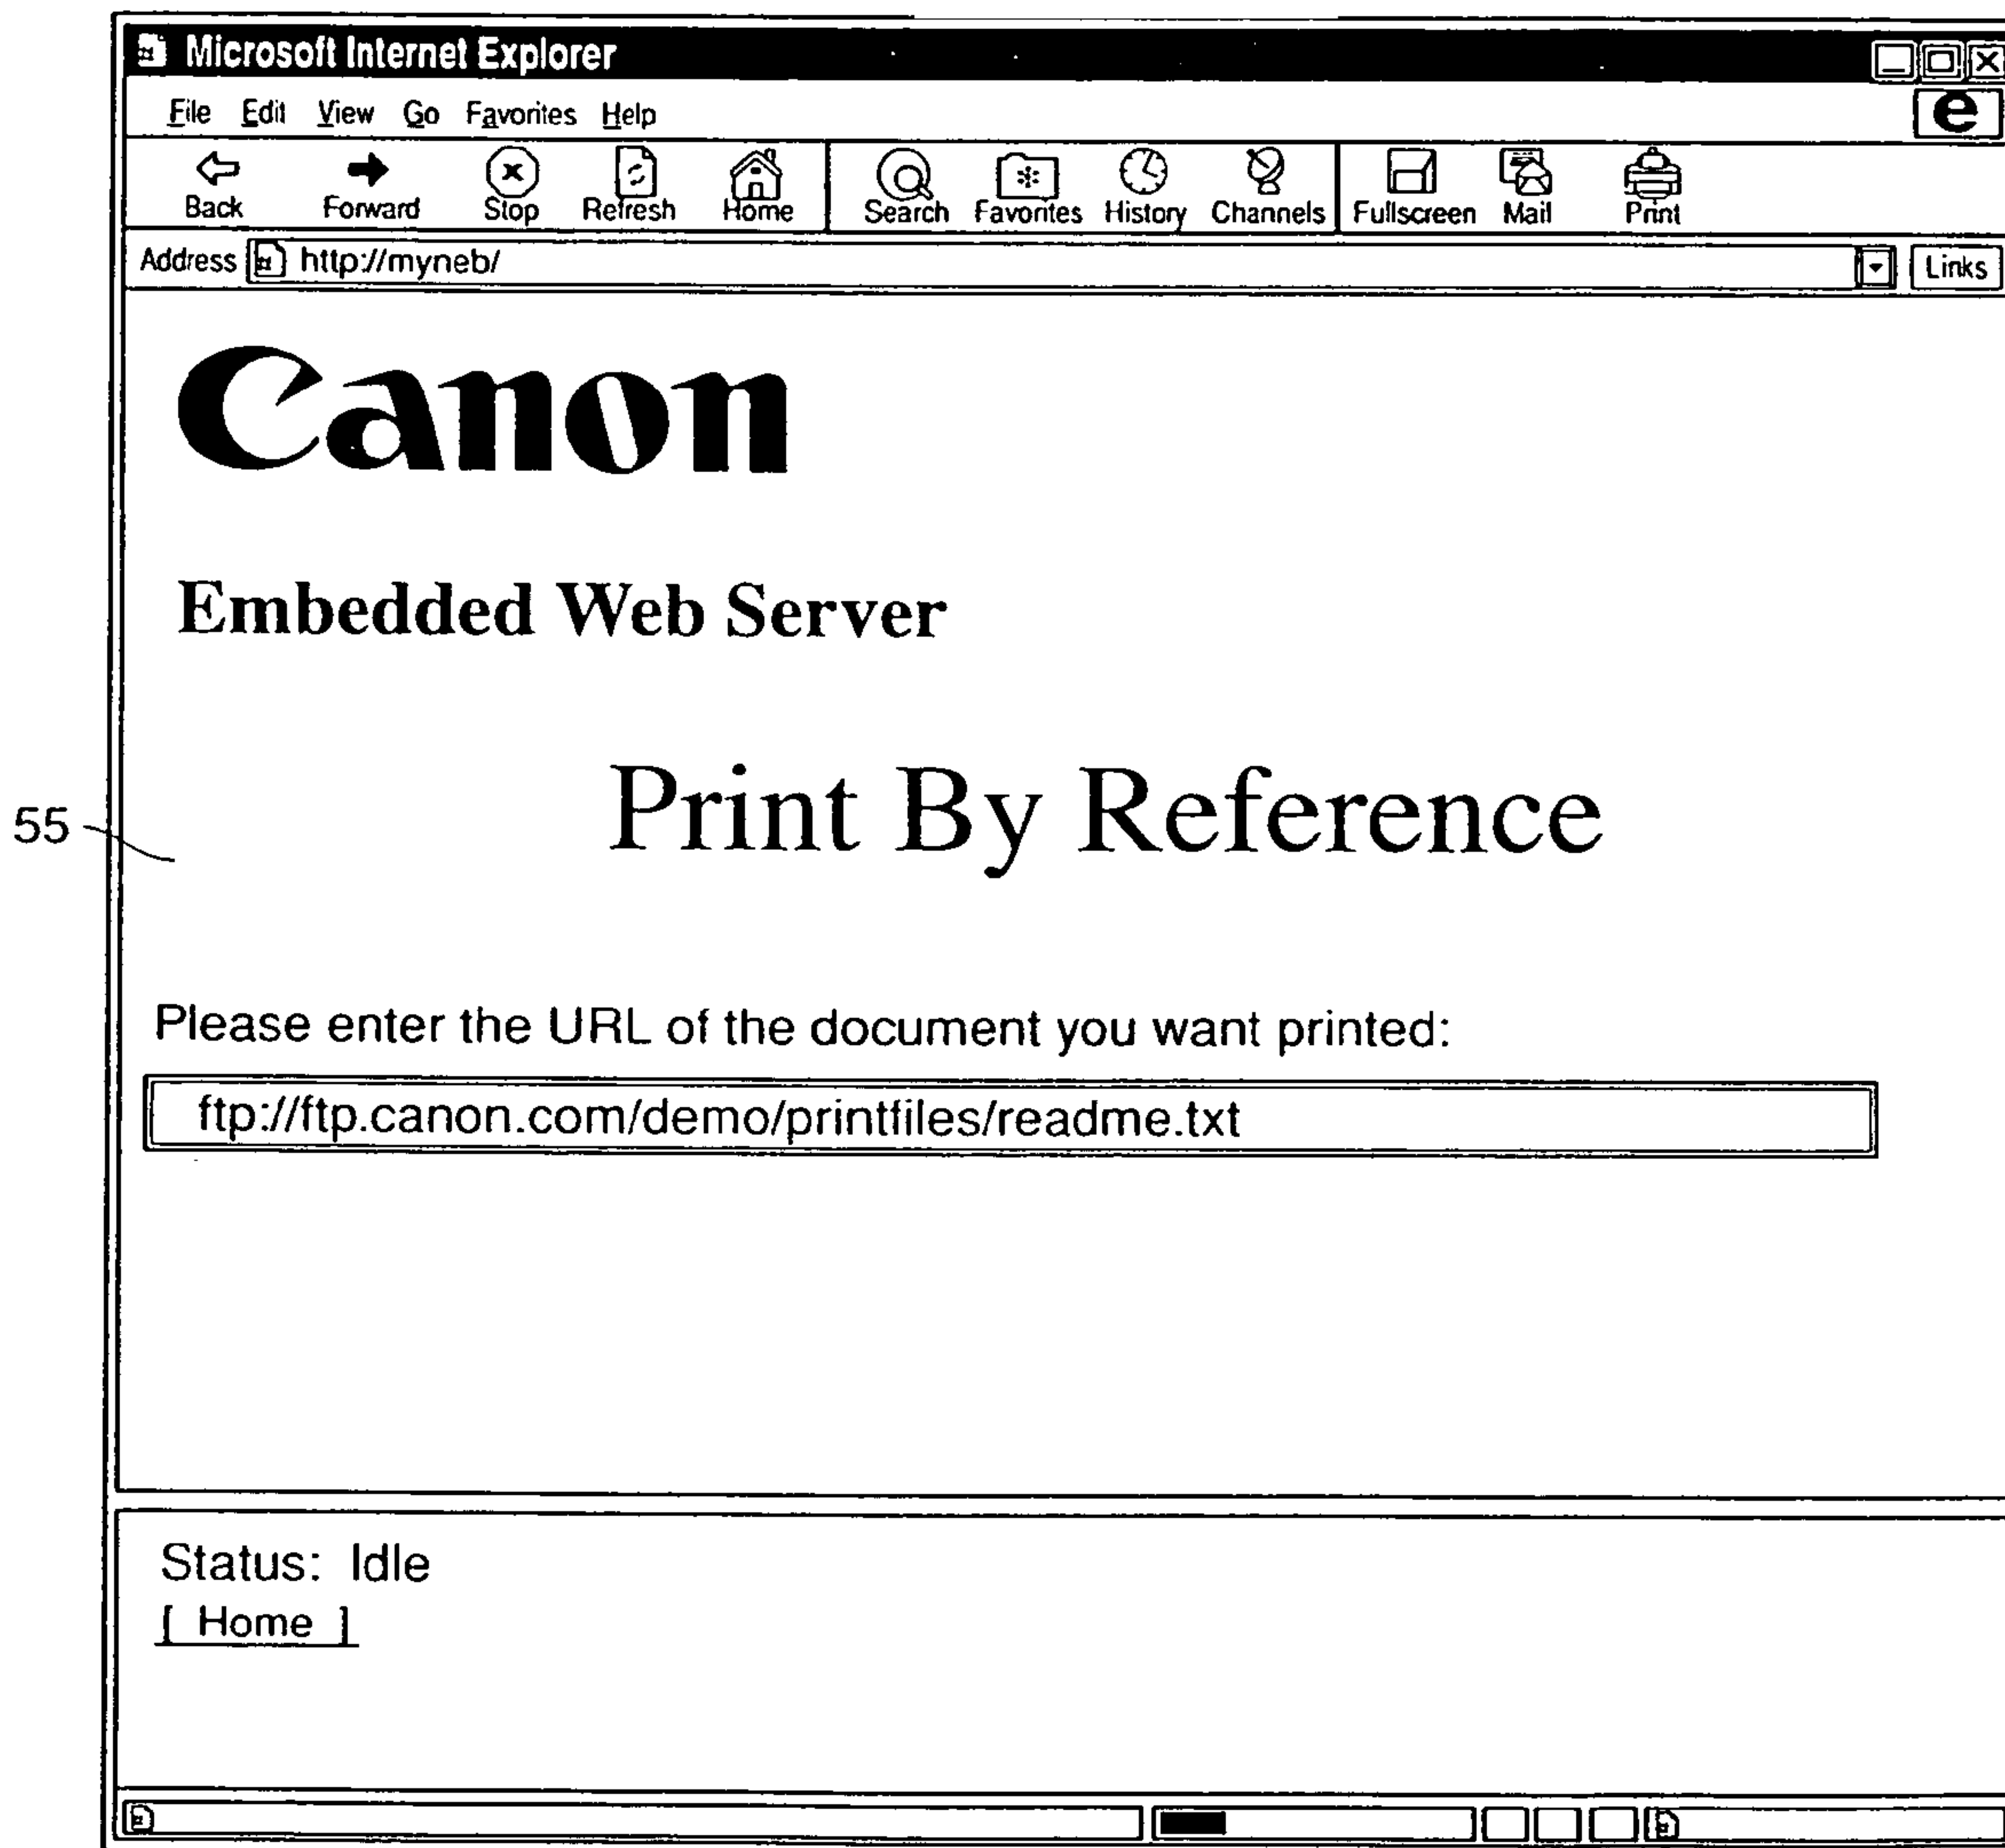 Microsoft Internet Explorer
File Edit View Go Favorites Help
e
Back Forward Stop Refresh Home Search Favorites History Channels Fullscreen Mail Print
Address http://myneb/ Links
Canon
Embedded Web Server
Print By Reference
55
Please enter the URL of the document you want printed:
ftp://ftp.canon.com/demo/printfiles/readme.txt
Status: Idle
[ Home ]